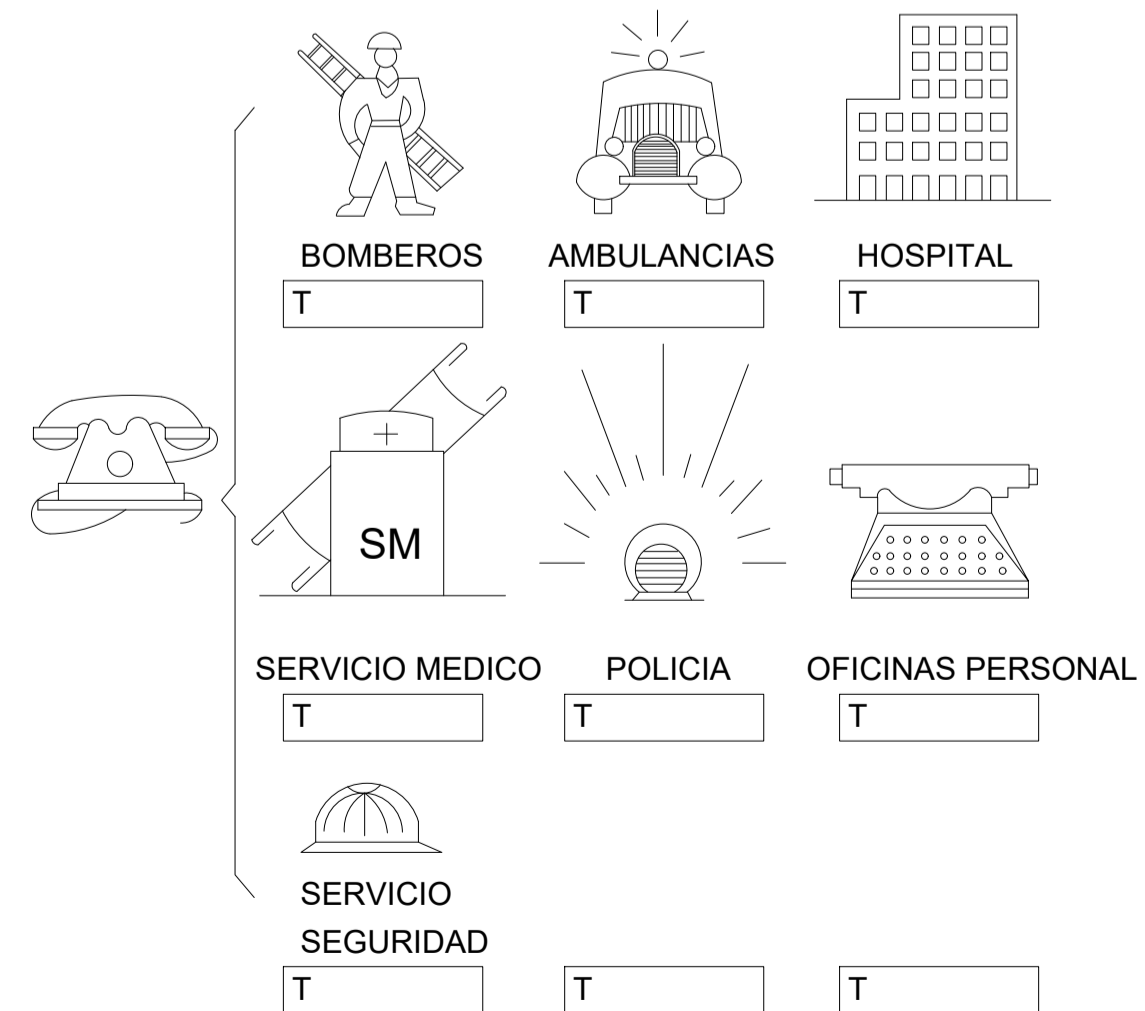 BOMBEROS AMBULANCIAS HOSPITAL
T T T
SM
SERVICIO MEDICO POLICIA OFICINAS PERSONAL
T T T
SERVICIO
SEGURIDAD
T T T